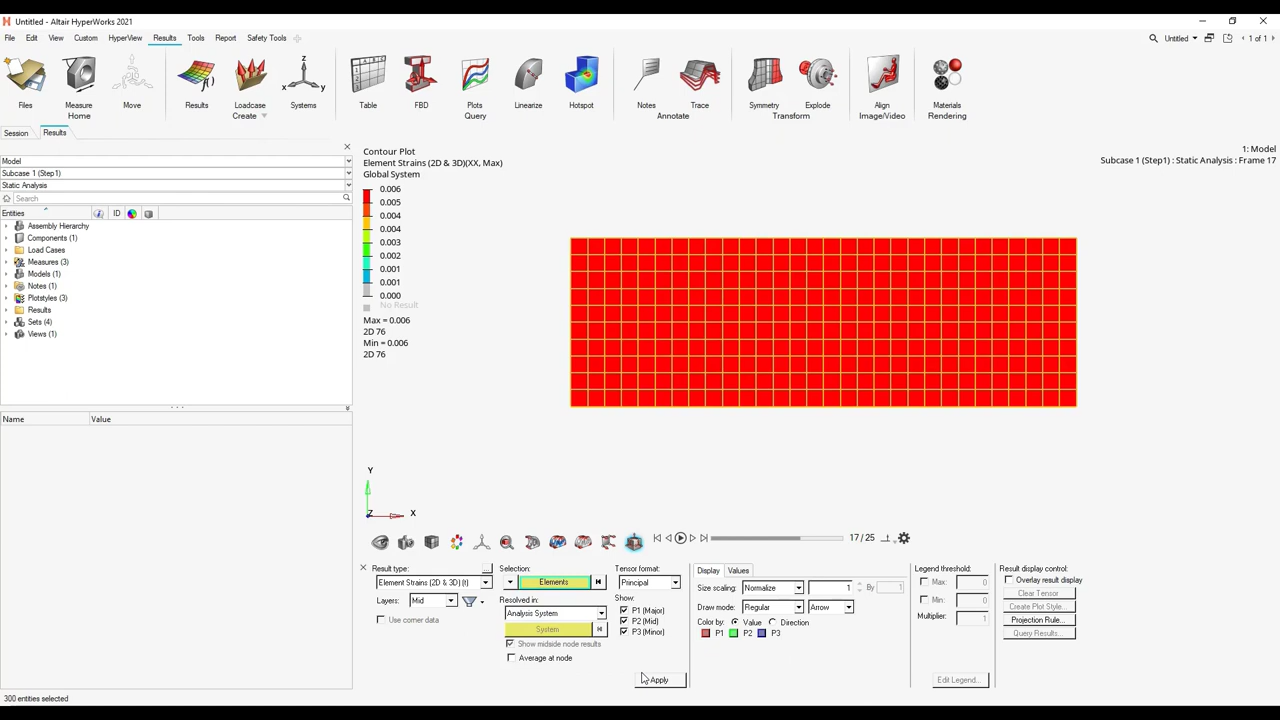 Untitled - Altair HyperWorks 2021
File Edit View Custom HyperView Results Tools Report Safety Tools
Untitled 1 of 1
Files Measure Move Results Loadcase Systems Table FBD Plots Linearize Hotspot Notes Trace Symmetry Explode Align Materials
Home Create Query Annotate Transform Image/Video Rendering
Session Results
Model
Subcase 1 (Step1)
Static Analysis
Search
Entities ID
Assembly Hierarchy
Components (1)
Load Cases
Measures (3)
Models (1)
Notes (1)
Plotstyles (3)
Results
Sets (4)
Views (1)
Name Value
Contour Plot
Element Strains (2D & 3D)(XX, Max)
Global System
0.006
0.005
0.004
0.004
0.003
0.002
0.001
0.001
0.000
No Result
Max = 0.006
2D 76
Min = 0.006
2D 76
1: Model
Subcase 1 (Step1) : Static Analysis : Frame 17
Y
Z X
17 / 25
Result type:
Element Strains (2D & 3D) (t)
Layers: Mid
Use corner data
Selection:
Elements
Resolved in:
Analysis System
System
Show midside node results
Average at node
Tensor format:
Principal
Show:
P1 (Major)
P2 (Mid)
P3 (Minor)
Apply
Display Values
Size scaling: Normalize 1 By 1
Draw mode: Regular Arrow
Color by: Value Direction
P1 P2 P3
Legend threshold:
Max: 0
Min: 0
Multiplier: 1
Edit Legend...
Result display control:
Overlay result display
Clear Tensor
Create Plot Style...
Projection Rule...
Query Results...
300 entities selected